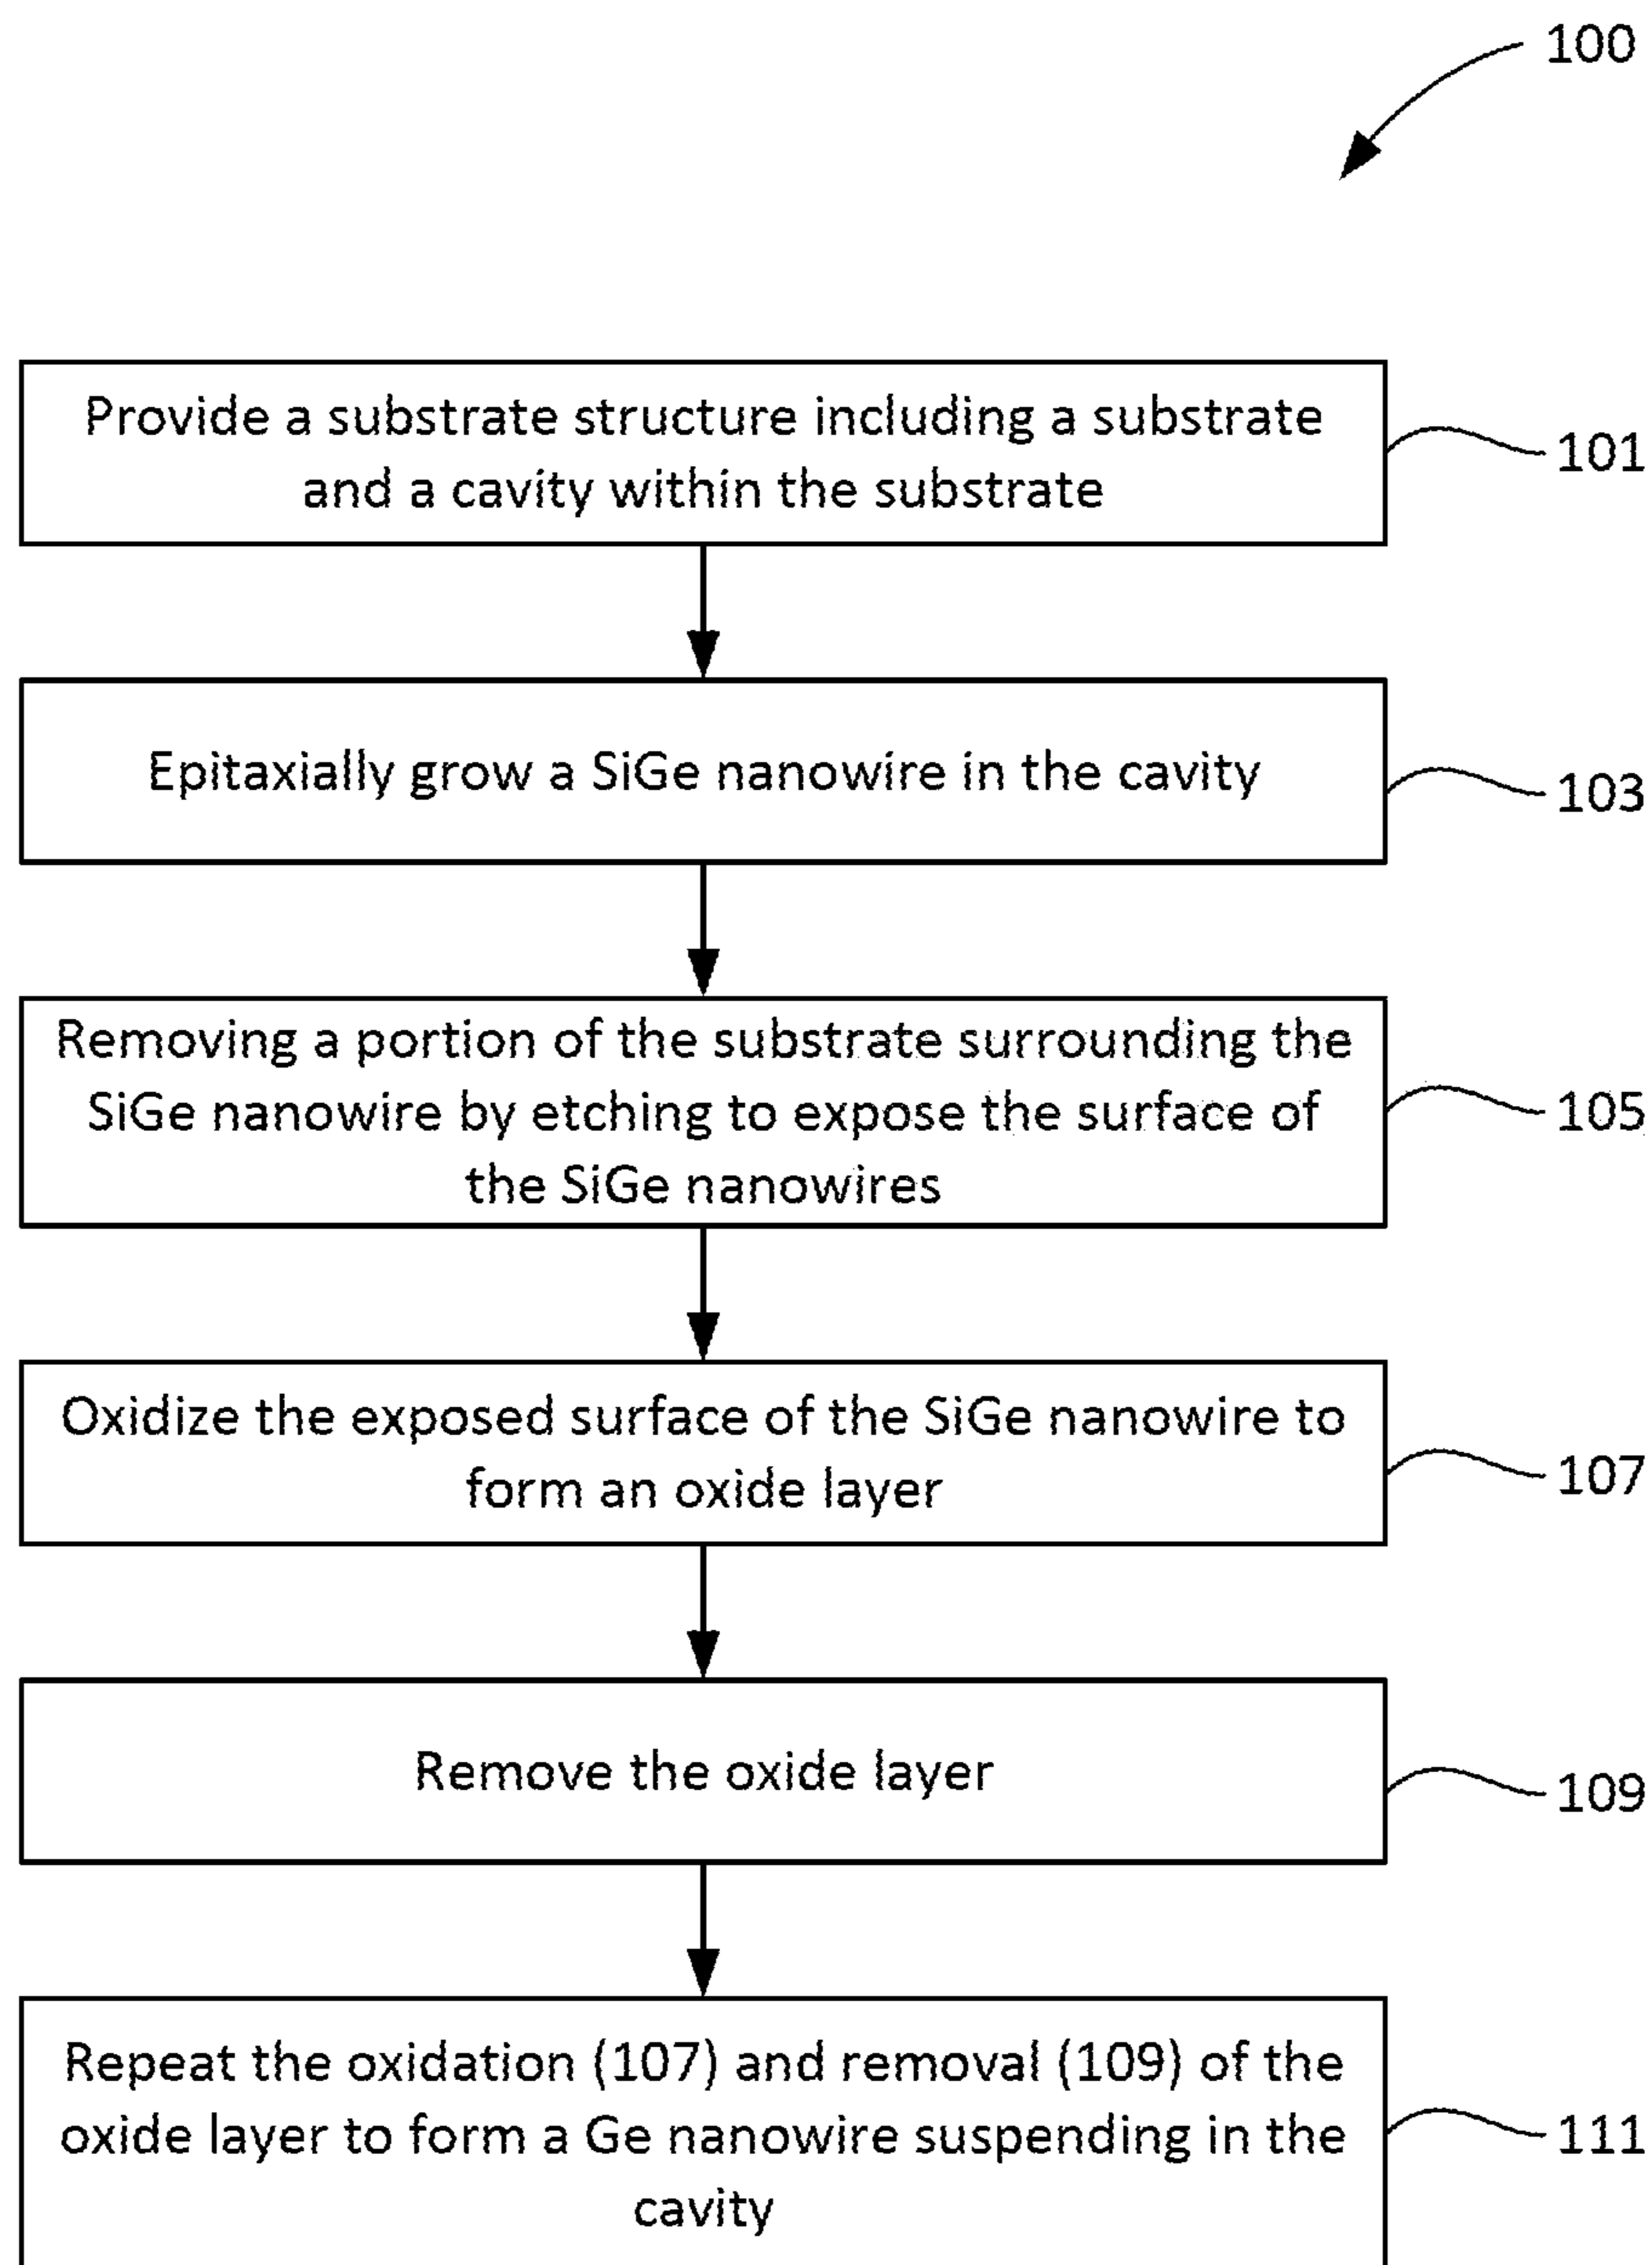 100
Provide a substrate structure including a substrate
and a cavity within the substrate
101
Epitaxially grow a SiGe nanowire in the cavity
103
Removing a portion of the substrate surrounding the
SiGe nanowire by etching to expose the surface of
the SiGe nanowires
105
Oxidize the exposed surface of the SiGe nanowire to
form an oxide layer
107
Remove the oxide layer
109
Repeat the oxidation (107) and removal (109) of the
oxide layer to form a Ge nanowire suspending in the
cavity
111